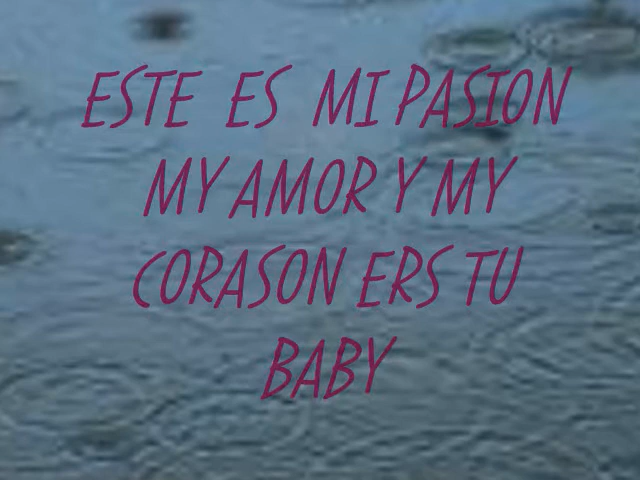 ESTE ES MI PASION
MY AMOR Y MY
CORASON ERS TU
BABY